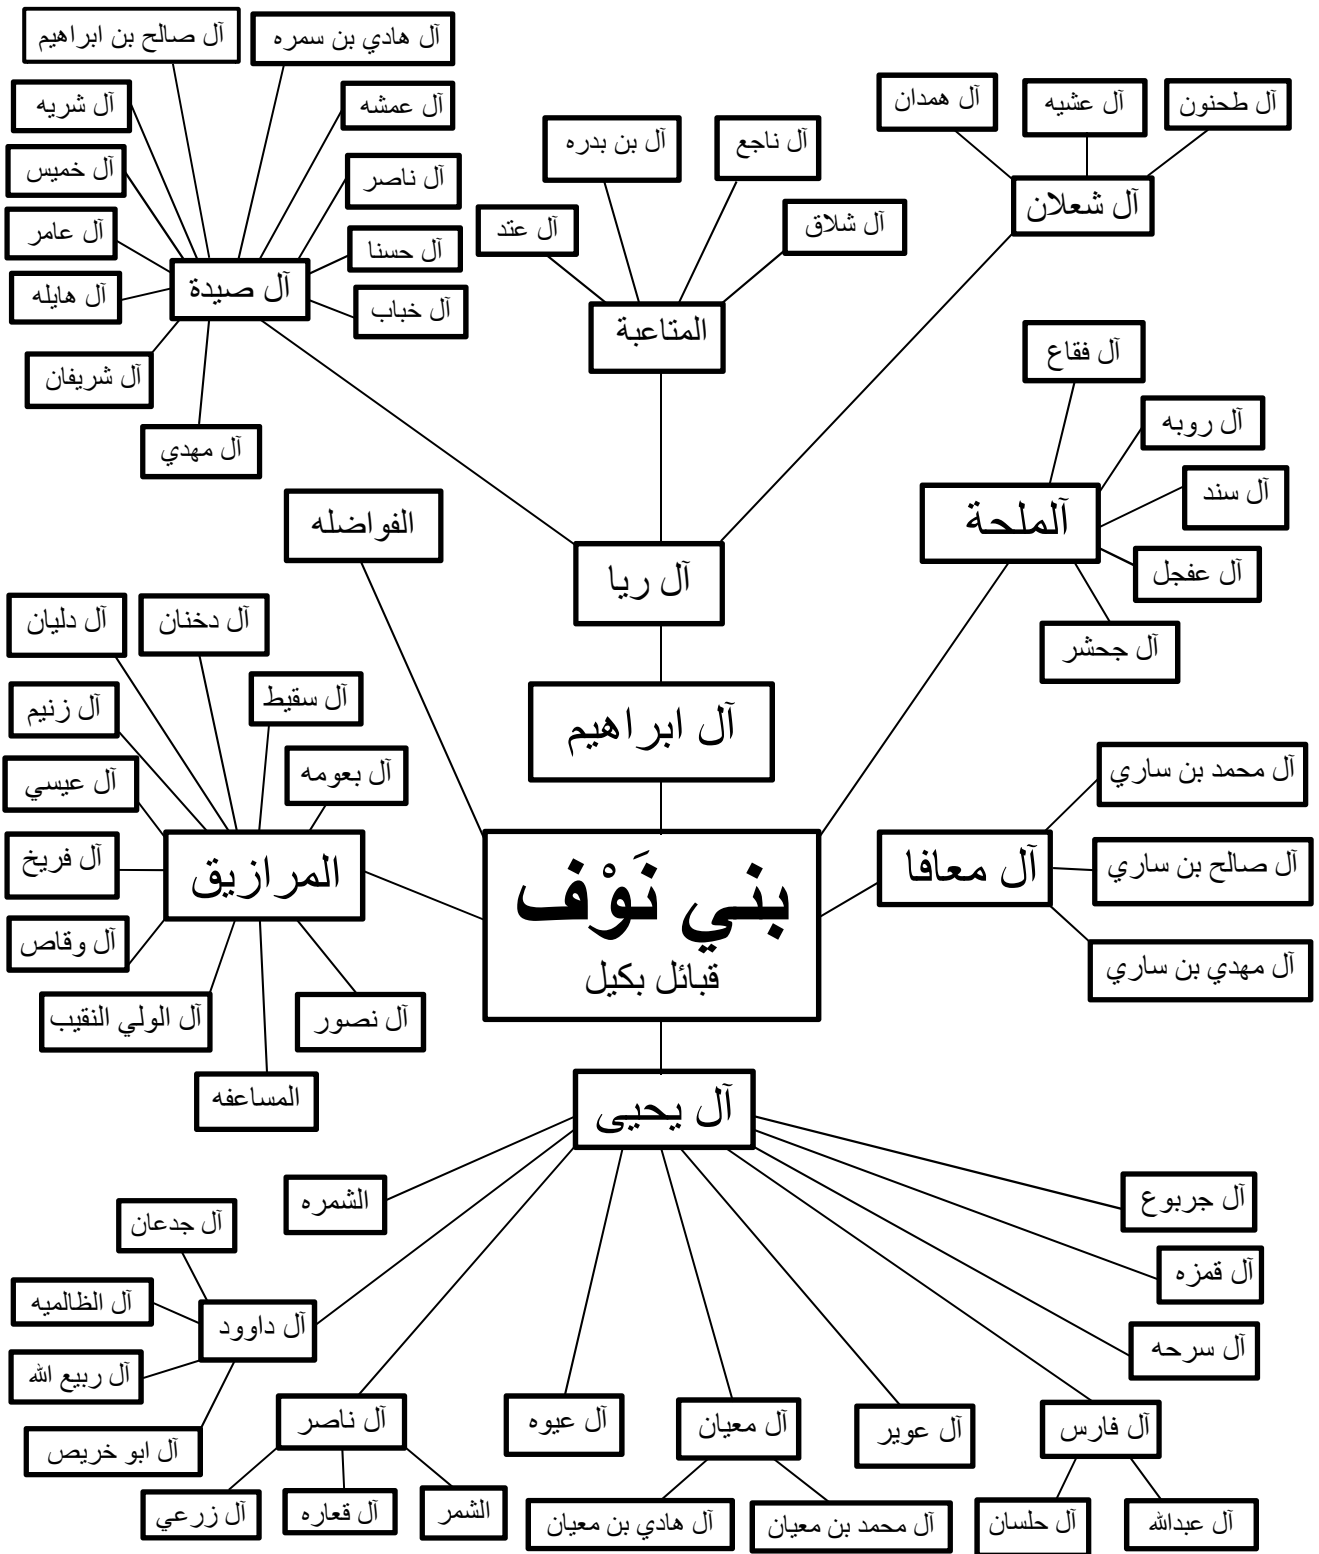 آل هادي بن سمره
آل صالح بن ابراهيم
آل عمشه
آل شريه
آل ناصر
آل خميس
آل حسنا
آل عامر
آل خباب
آل هايله
آل صيدة
آل شريفان
آل مهدي
آل ناجع
آل بن بدره
آل شلاق
آل عتد
المتاعبة
آل طحنون
آل عشيه
آل همدان
آل شعلان
آل ريا
آل ابراهيم
الفواضله
آل فقاع
آل روبه
آل سند
آل عفجل
آل جحشر
آلملحة
آل محمد بن ساري
آل صالح بن ساري
آل مهدي بن ساري
آل معافا
بني نَوْف
قبائل بكيل
آل دخنان
آل دليان
آل سقيط
آل زنيم
آل بعومه
آل عيسي
آل فريخ
المرازيق
آل وقاص
آل نصور
آل الولي النقيب
المساعفه
آل يحيى
الشمره
آل جربوع
آل قمزه
آل سرحه
آل جدعان
آل الظالميه
آل داوود
آل ربيع الله
آل ابو خريص
آل فارس
آل عوير
آل معيان
آل عيوه
آل ناصر
آل عبدالله
آل حلسان
آل محمد بن معيان
آل هادي بن معيان
الشمر
آل قعاره
آل زرعي